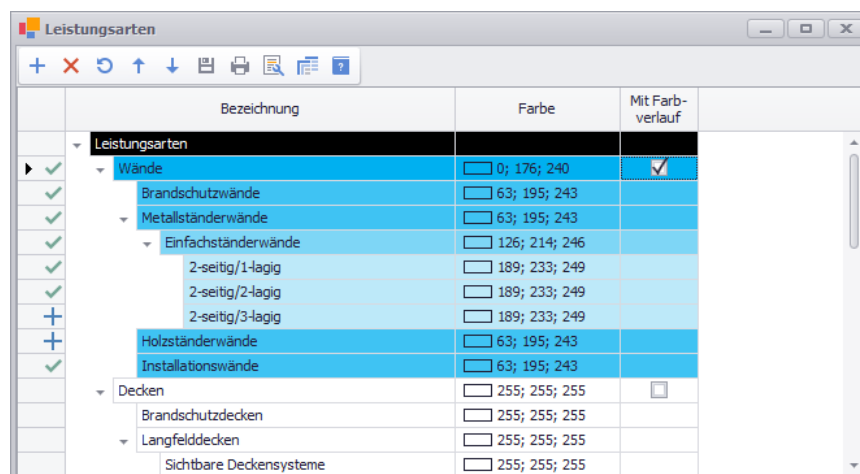 Leistungsarten
Bezeichnung Farbe Mit Farb-
verlauf
Leistungsarten
Wände 0; 176; 240
Brandschutzwände 63; 195; 243
Metallständerwände 63; 195; 243
Einfachständerwände 126; 214; 246
2-seitig/1-lagig 189; 233; 249
2-seitig/2-lagig 189; 233; 249
2-seitig/3-lagig 189; 233; 249
Holzständerwände 63; 195; 243
Installationswände 63; 195; 243
Decken 255; 255; 255
Brandschutzdecken 255; 255; 255
Langfelddecken 255; 255; 255
Sichtbare Deckensysteme 255; 255; 255